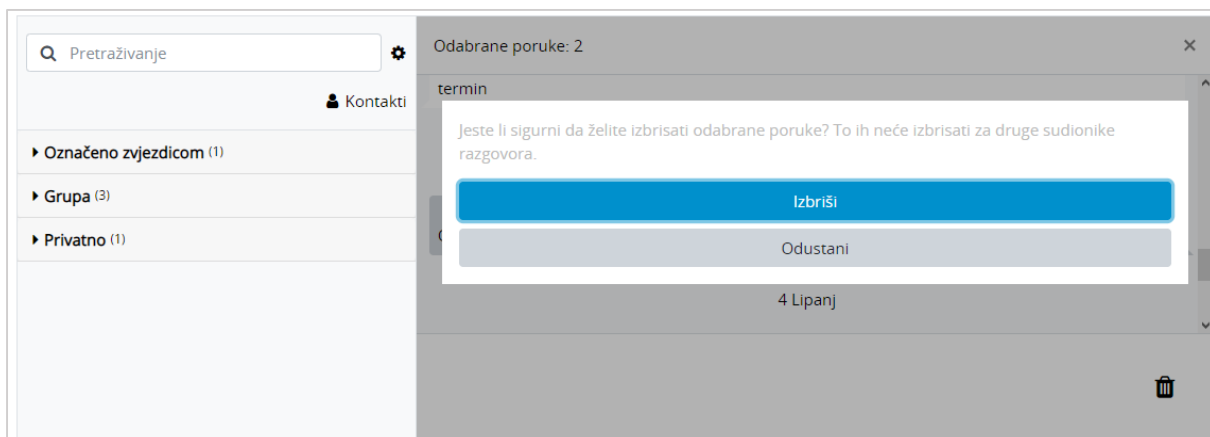 Pretraživanje
Kontakti
Označeno zvjezdicom (1)
Grupa (3)
Privatno (1)
Odabrane poruke: 2
termin
Jeste li sigurni da želite izbrisati odabrane poruke? To ih neće izbrisati za druge sudionike
razgovora.
Izbriši
Odustani
4 Lipanj